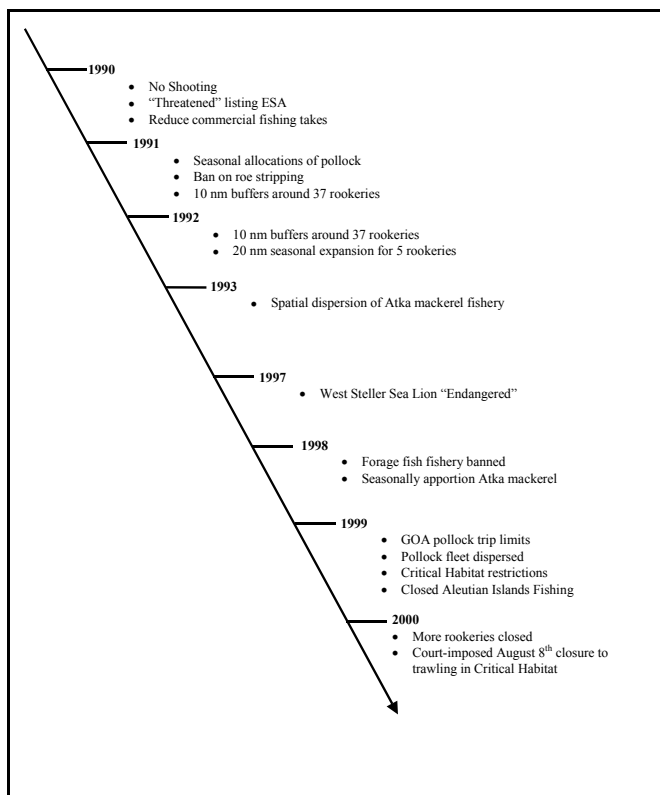 1990
• No Shooting
• “Threatened” listing ESA
• Reduce commercial fishing takes
1991
• Seasonal allocations of pollock
• Ban on roe stripping
• 10 nm buffers around 37 rookeries
1992
• 10 nm buffers around 37 rookeries
• 20 nm seasonal expansion for 5 rookeries
1993
• Spatial dispersion of Atka mackerel fishery
1997
• West Steller Sea Lion “Endangered”
1998
• Forage fish fishery banned
• Seasonally apportion Atka mackerel
1999
• GOA pollock trip limits
• Pollock fleet dispersed
• Critical Habitat restrictions
• Closed Aleutian Islands Fishing
2000
• More rookeries closed
• Court-imposed August 8th closure to
trawling in Critical Habitat